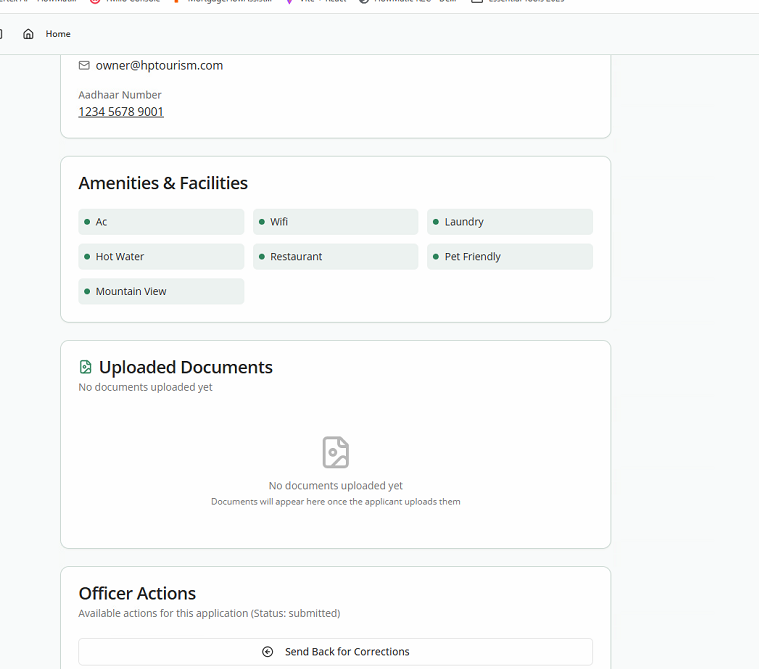 Home
owner@hptourism.com
Aadhaar Number
1234 5678 9001
Amenities & Facilities
Ac
Wifi
Laundry
Hot Water
Restaurant
Pet Friendly
Mountain View
Uploaded Documents
No documents uploaded yet
No documents uploaded yet
Documents will appear here once the applicant uploads them
Officer Actions
Available actions for this application (Status: submitted)
Send Back for Corrections